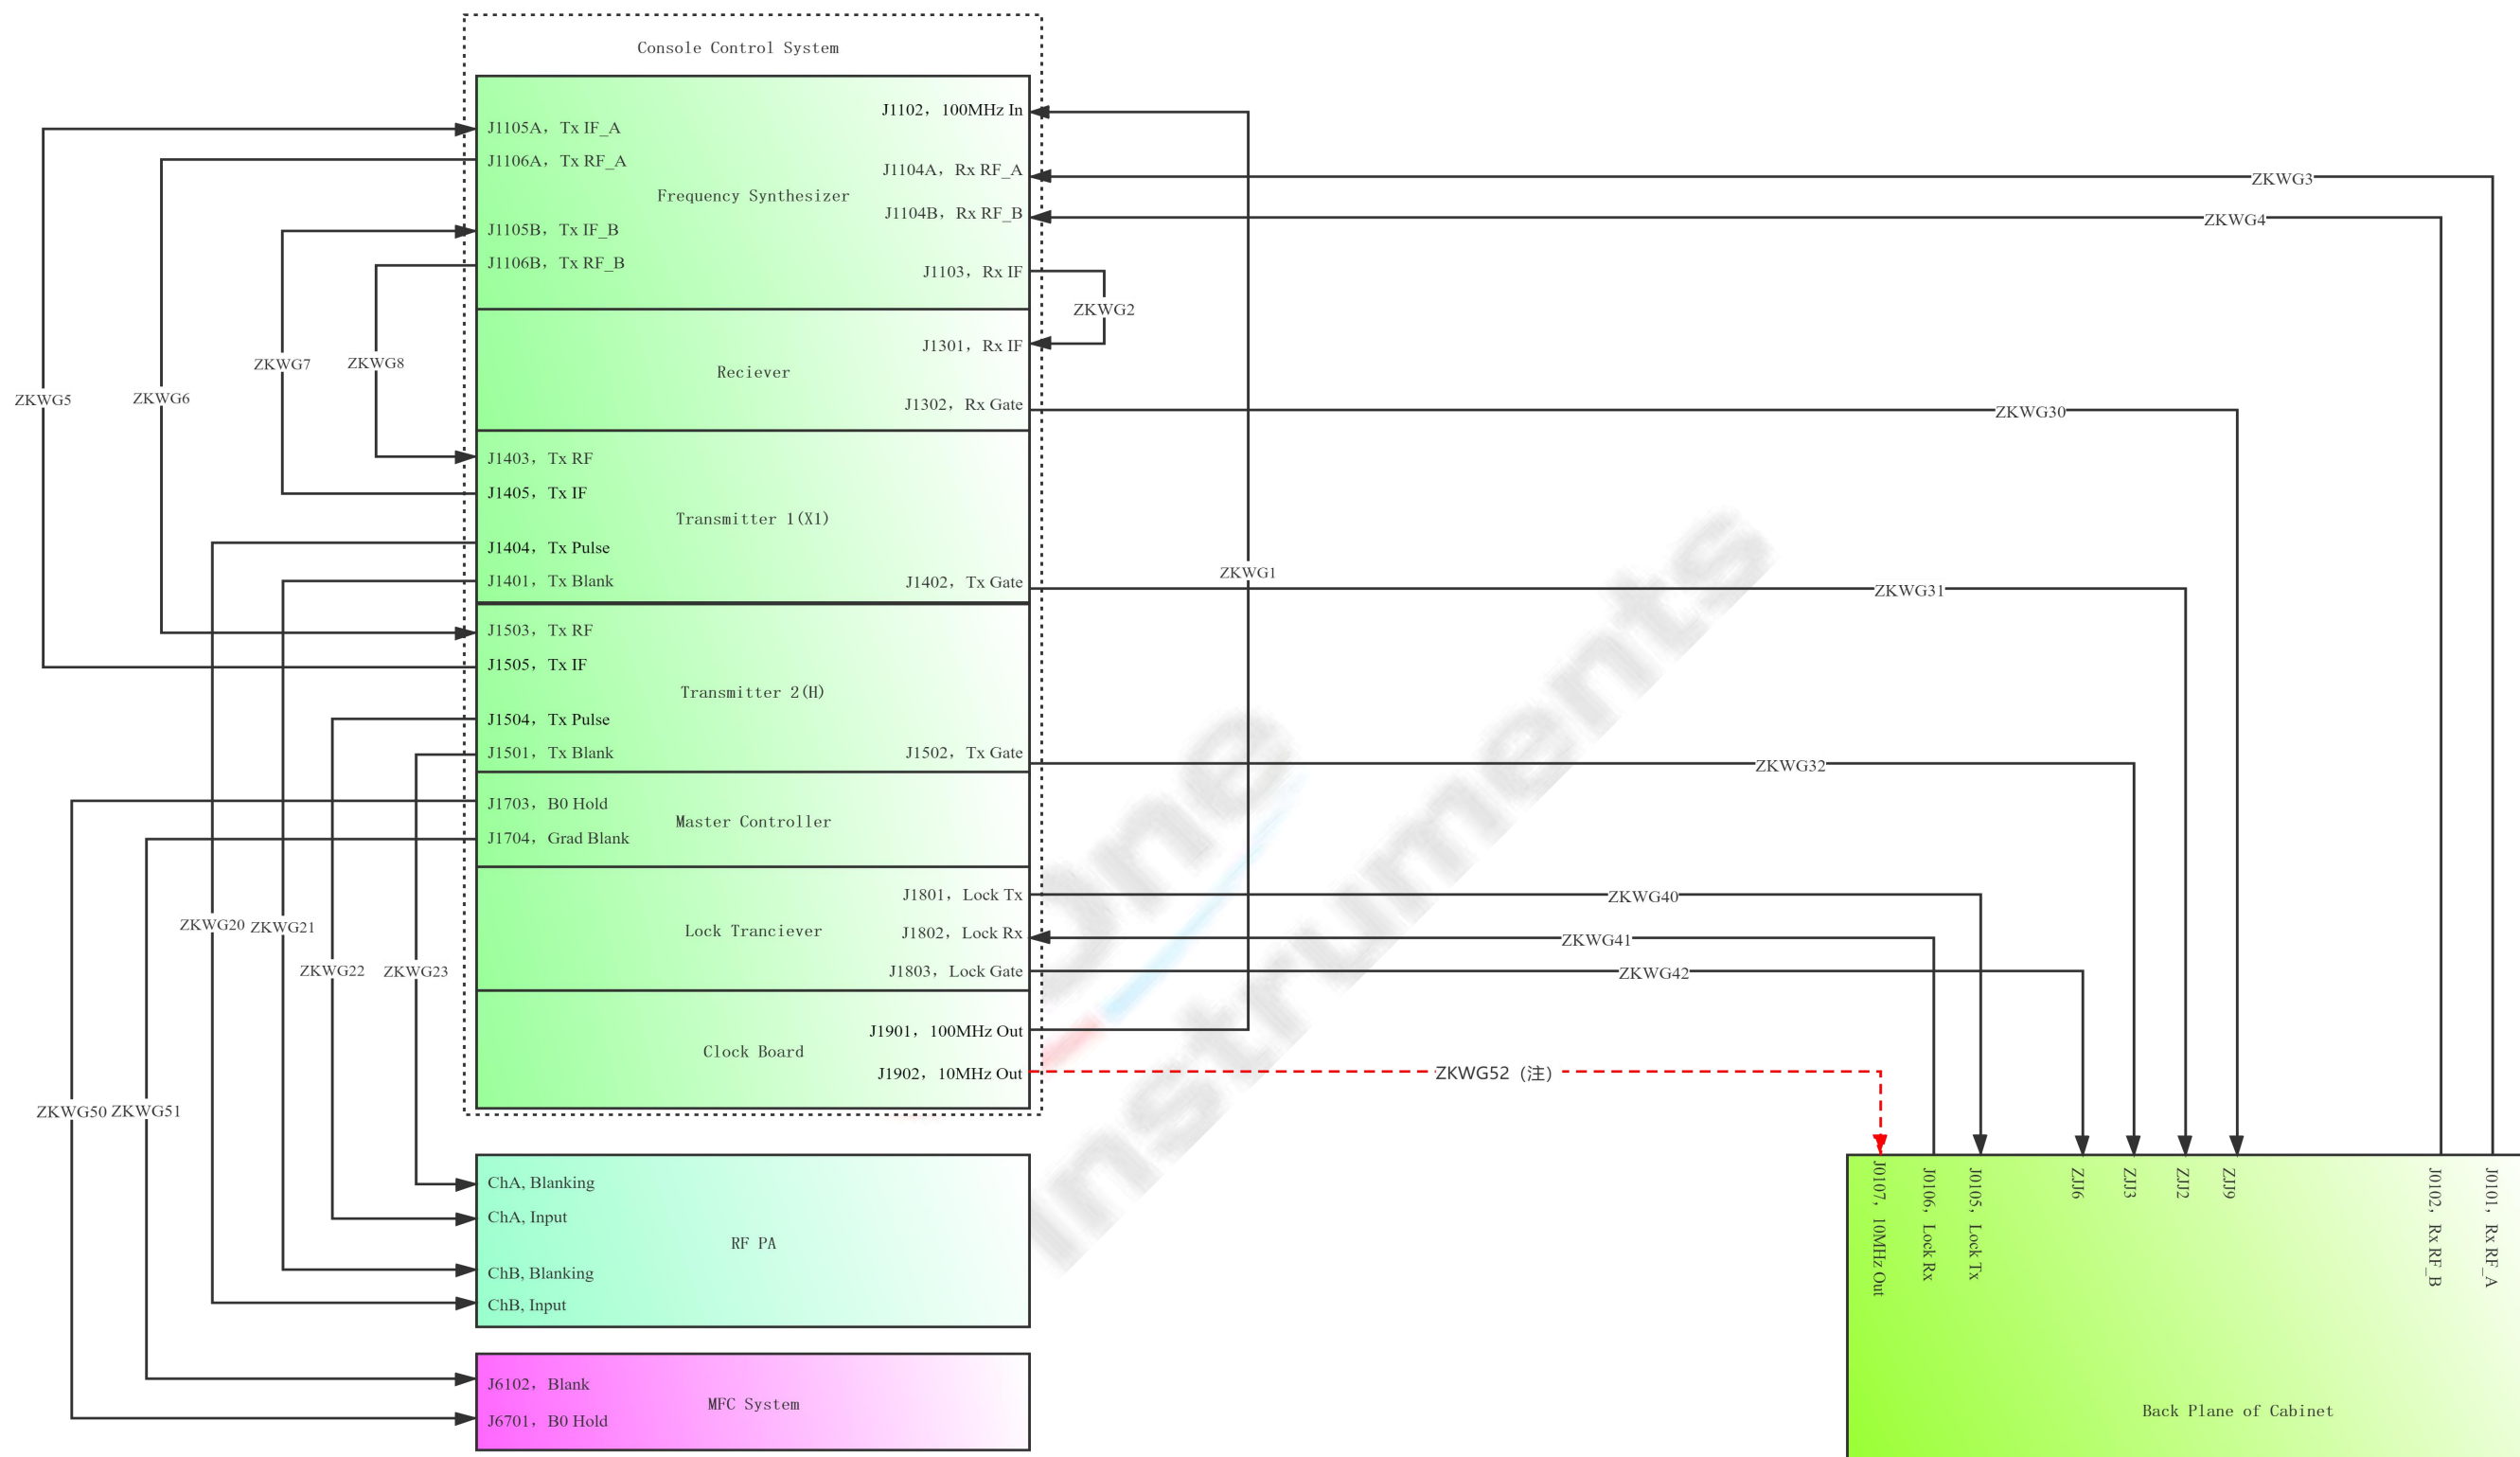 Console Control System
J1102，100MHz In
J1105A，Tx IF_A
J1106A，Tx RF_A
J1104A，Rx RF_A
Frequency Synthesizer
J1104B，Rx RF_B
J1105B，Tx IF_B
J1106B，Tx RF_B
J1103，Rx IF
ZKWG3
ZKWG4
ZKWG2
J1301，Rx IF
Reciever
J1302，Rx Gate
ZKWG30
ZKWG7
ZKWG8
ZKWG5
ZKWG6
J1403，Tx RF
J1405，Tx IF
Transmitter 1(X1)
J1404，Tx Pulse
J1401，Tx Blank
J1402，Tx Gate
ZKWG1
ZKWG31
J1503，Tx RF
J1505，Tx IF
Transmitter 2(H)
J1504，Tx Pulse
J1501，Tx Blank
J1502，Tx Gate
ZKWG32
J1703，B0 Hold
Master Controller
J1704，Grad Blank
J1801，Lock Tx
ZKWG40
Lock Tranciever
J1802，Lock Rx
ZKWG41
J1803，Lock Gate
ZKWG42
ZKWG20
ZKWG21
ZKWG22
ZKWG23
J1901，100MHz Out
Clock Board
J1902，10MHz Out
ZKWG52（注）
ZKWG50
ZKWG51
ChA, Blanking
ChA, Input
RF PA
ChB, Blanking
ChB, Input
J6102，Blank
MFC System
J6701，B0 Hold
J0107，10MHz Out
J0106，Lock Rx
J0105，Lock Tx
ZJJ6
ZJJ3
ZJJ2
ZJJ9
J0102，Rx RF_B
J0101，Rx RF_A
Back Plane of Cabinet
One
Instruments